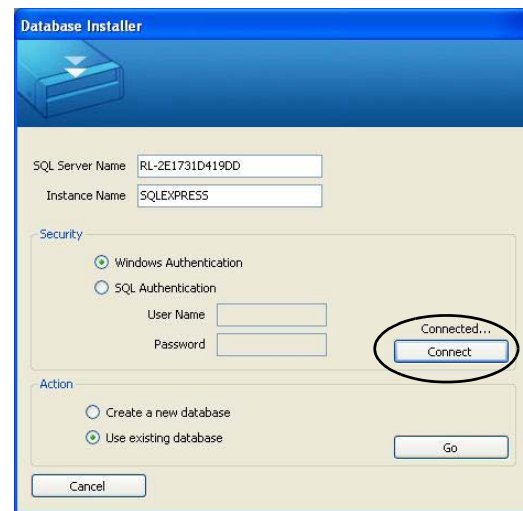 Database Installer
SQL Server Name RL-2E1731D419DD
Instance Name SQLEXPRESS
Security
Windows Authentication
SQL Authentication
User Name
Password
Connected...
Connect
Action
Create a new database
Use existing database
Go
Cancel